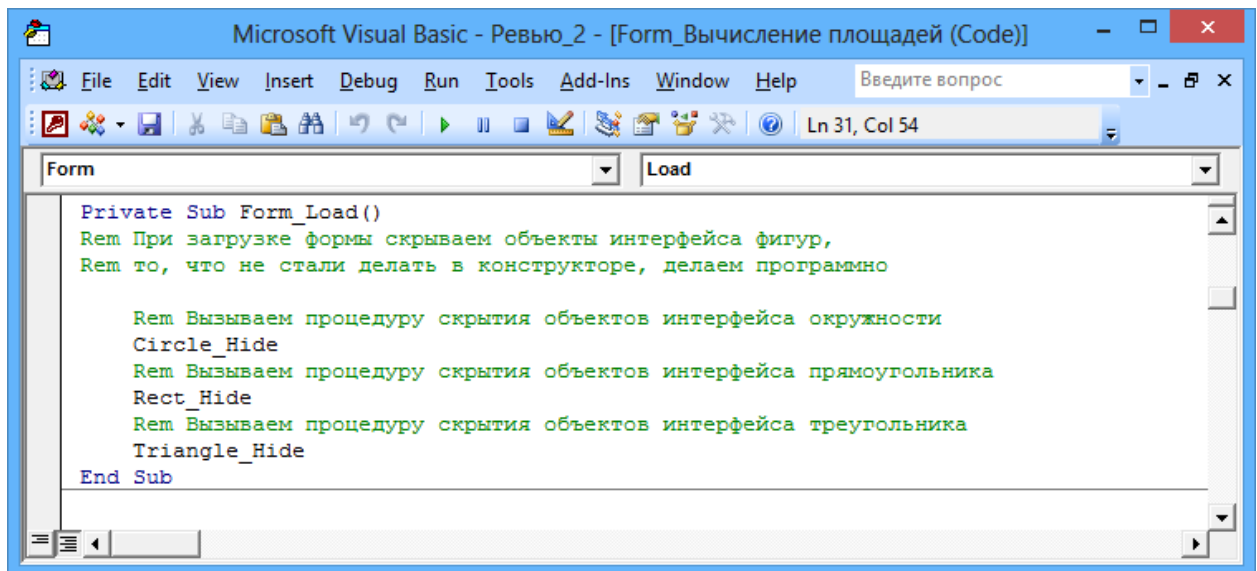 Microsoft Visual Basic - Ревью_2 - [Form_Вычисление площадей (Code)]
File Edit View Insert Debug Run Tools Add-Ins Window Help Введите вопрос
Ln 31, Col 54
Form Load
Private Sub Form_Load()
Rem При загрузке формы скрываем объекты интерфейса фигур,
Rem то, что не стали делать в конструкторе, делаем программно
Rem Вызываем процедуру скрытия объектов интерфейса окружности
Circle_Hide
Rem Вызываем процедуру скрытия объектов интерфейса прямоугольника
Rect_Hide
Rem Вызываем процедуру скрытия объектов интерфейса треугольника
Triangle_Hide
End Sub